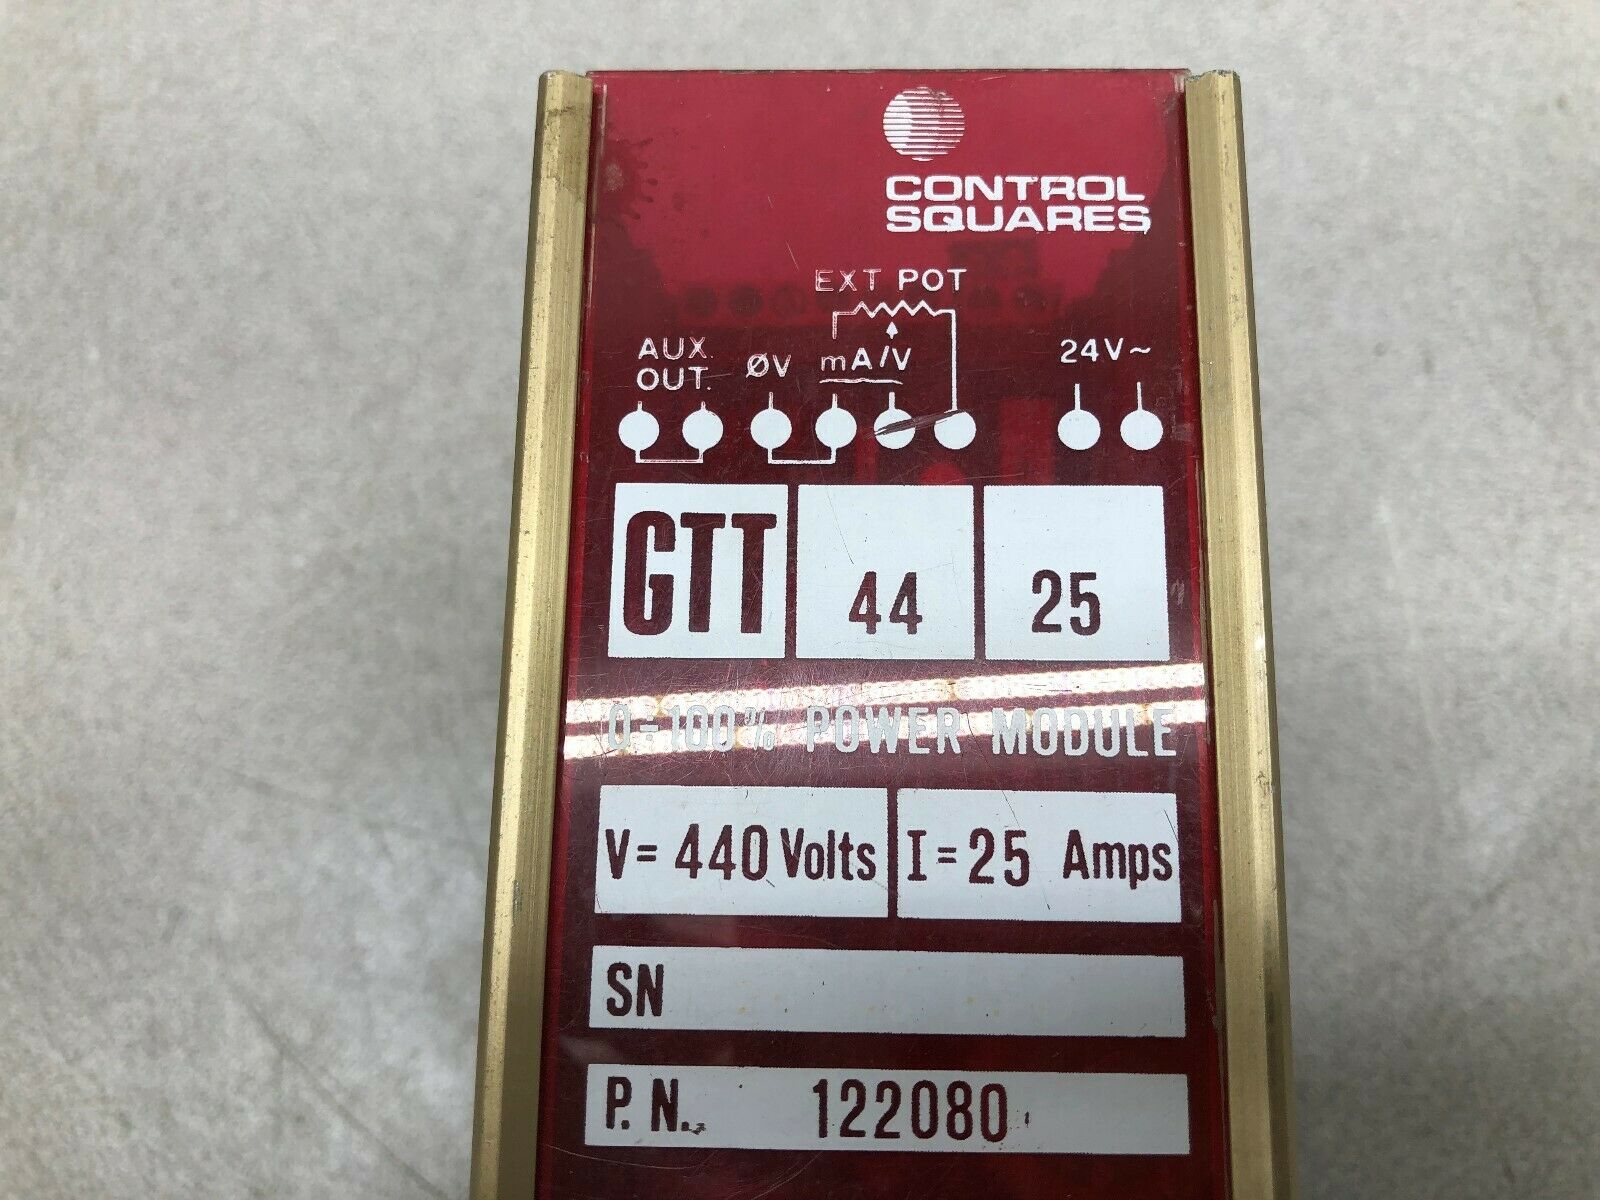 CONTROL
SQUARES
EXT POT
AUX.
OUT.
ØV
mA/V
24V~
GTT
44
25
0÷100% POWER MODULE
V= 440 Volts
I=25 Amps
SN
P.N. 122080